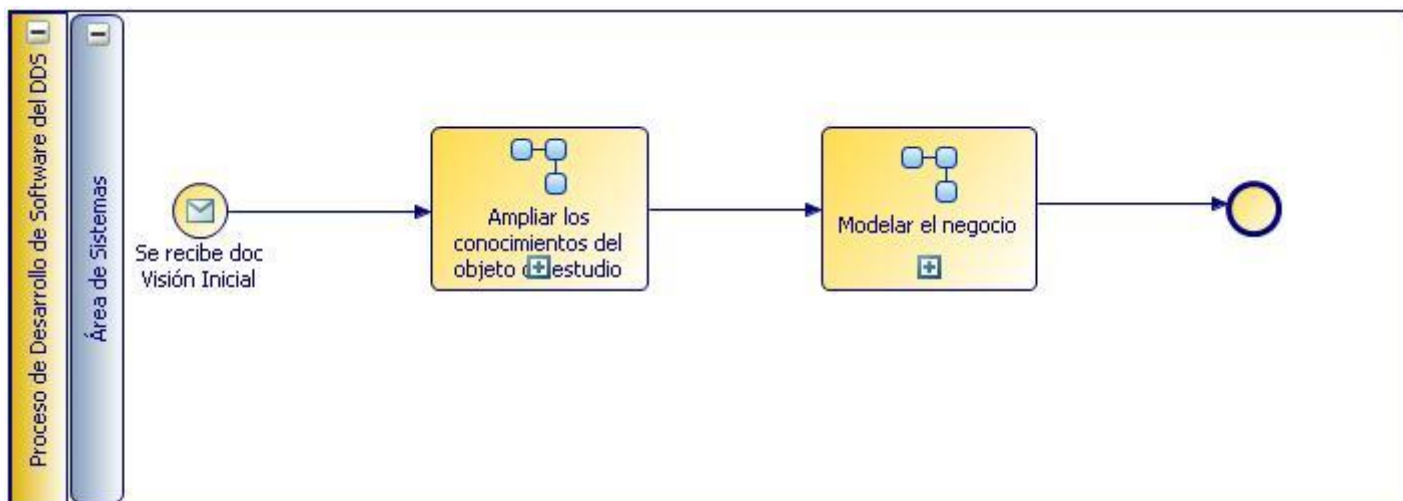 Proceso de Desarrollo de Software del DDS
Área de Sistemas
Se recibe doc
Visión Inicial
Ampliar los
conocimientos del
objeto de estudio
Modelar el negocio